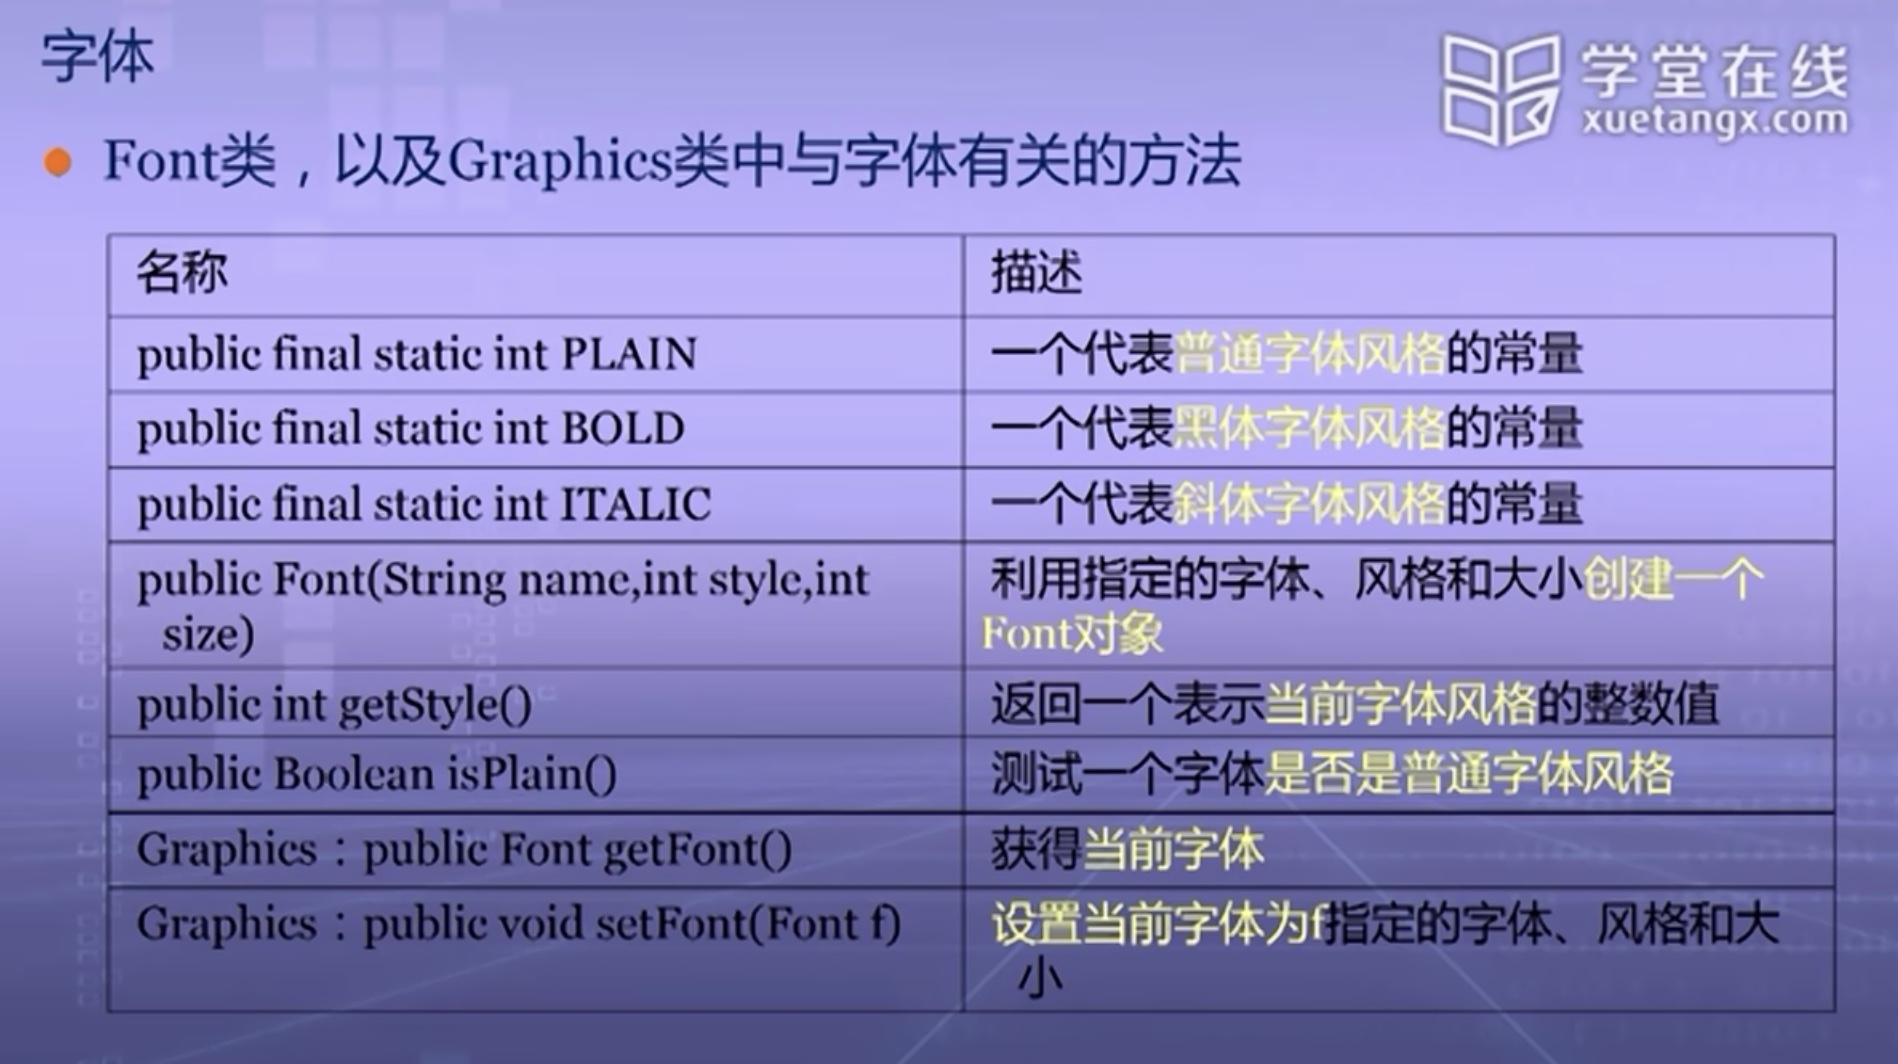 字体
学堂在线
xuetangx.com
Font类，以及Graphics类中与字体有关的方法
名称
描述
public final static int PLAIN
一个代表普通字体风格的常量
public final static int BOLD
一个代表黑体字体风格的常量
public final static int ITALIC
一个代表斜体字体风格的常量
public Font(String name,int style,int
size)
利用指定的字体、风格和大小创建一个
Font对象
public int getStyle()
返回一个表示当前字体风格的整数值
public Boolean isPlain()
测试一个字体是否是普通字体风格
Graphics：public Font getFont()
获得当前字体
Graphics：public void setFont(Font f)
设置当前字体为f指定的字体、风格和大
小